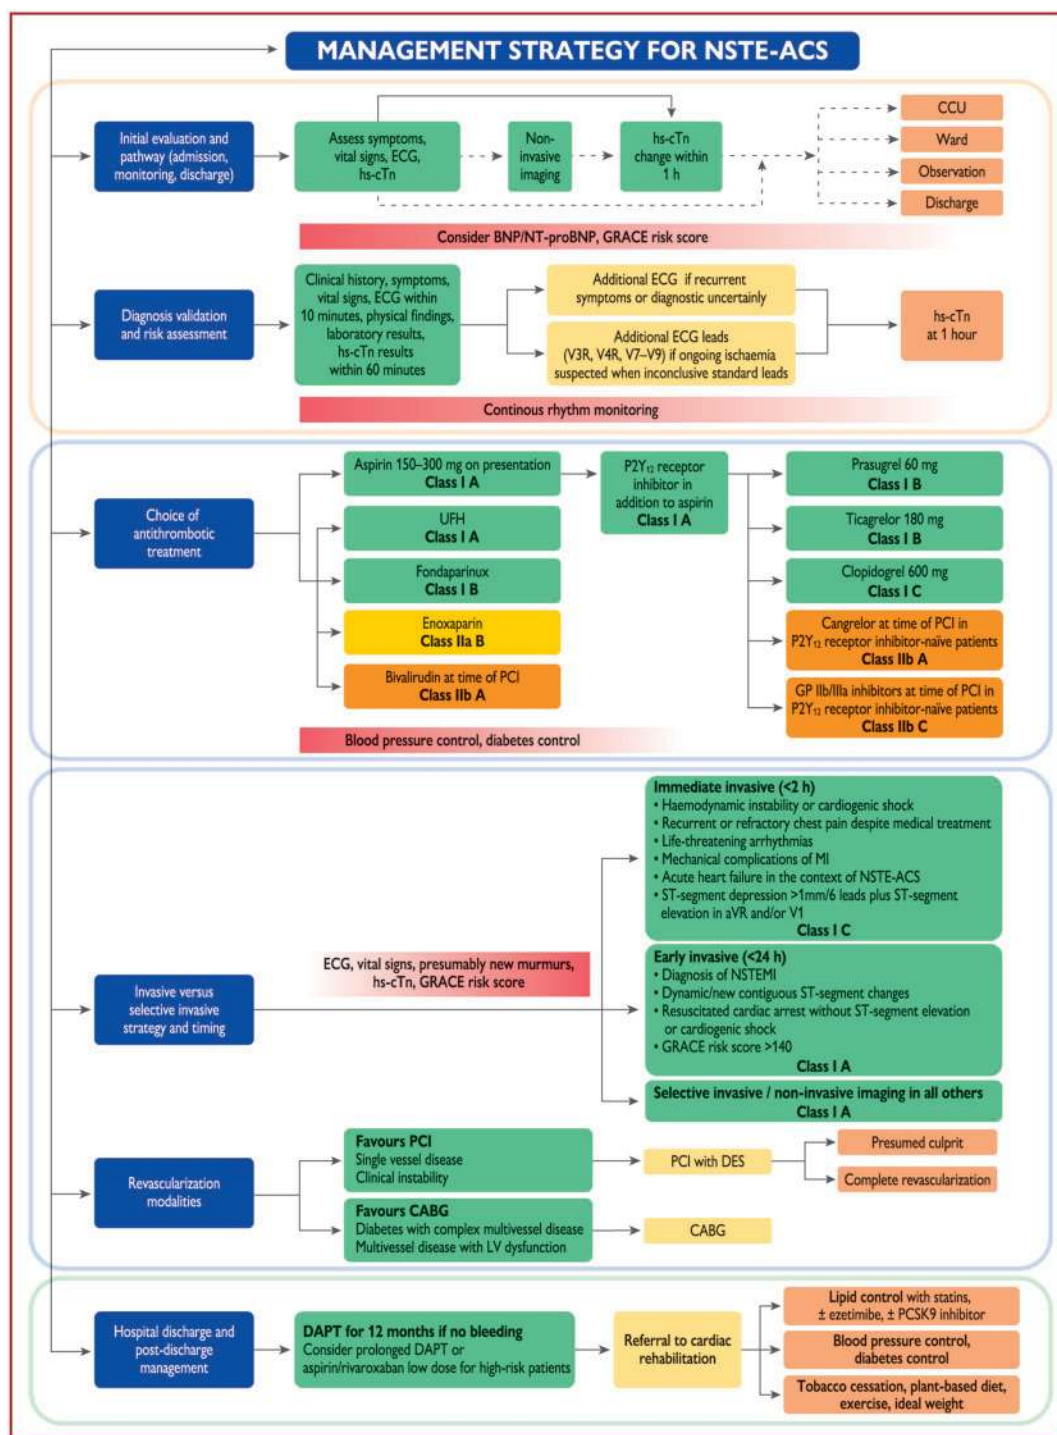 MANAGEMENT STRATEGY FOR NSTE-ACS
Initial evaluation and
pathway (admission,
monitoring, discharge)
Assess symptoms,
vital signs, ECG,
hs-cTn
Non-
invasive
imaging
hs-cTn
change within
1 h
CCU
Ward
Observation
Discharge
Consider BNP/NT-proBNP, GRACE risk score
Diagnosis validation
and risk assessment
Clinical history, symptoms,
vital signs, ECG within
10 minutes, physical findings,
laboratory results,
hs-cTn results
within 60 minutes
Additional ECG if recurrent
symptoms or diagnostic uncertainly
Additional ECG leads
(V3R, V4R, V7–V9) if ongoing ischaemia
suspected when inconclusive standard leads
hs-cTn
at 1 hour
Continous rhythm monitoring
Choice of
antithrombotic
treatment
Aspirin 150–300 mg on presentation
Class I A
UFH
Class I A
Fondaparinux
Class I B
Enoxaparin
Class IIa B
Bivalirudin at time of PCI
Class IIb A
P2Y₁₂ receptor
inhibitor in
addition to aspirin
Class I A
Prasugrel 60 mg
Class I B
Ticagrelor 180 mg
Class I B
Clopidogrel 600 mg
Class I C
Cangrelor at time of PCI in
P2Y₁₂ receptor inhibitor-naïve patients
Class IIb A
GP IIb/IIIa inhibitors at time of PCI in
P2Y₁₂ receptor inhibitor-naïve patients
Class IIb C
Blood pressure control, diabetes control
Invasive versus
selective invasive
strategy and timing
ECG, vital signs, presumably new murmurs,
hs-cTn, GRACE risk score
Immediate invasive (<2 h)
• Haemodynamic instability or cardiogenic shock
• Recurrent or refractory chest pain despite medical treatment
• Life-threatening arrhythmias
• Mechanical complications of MI
• Acute heart failure in the context of NSTE-ACS
• ST-segment depression >1mm/6 leads plus ST-segment
elevation in aVR and/or V1
Class I C
Early invasive (<24 h)
• Diagnosis of NSTEMI
• Dynamic/new contiguous ST-segment changes
• Resuscitated cardiac arrest without ST-segment elevation
or cardiogenic shock
• GRACE risk score >140
Class I A
Selective invasive / non-invasive imaging in all others
Class I A
Revascularization
modalities
Favours PCI
Single vessel disease
Clinical instability
PCI with DES
Presumed culprit
Complete revascularization
Favours CABG
Diabetes with complex multivessel disease
Multivessel disease with LV dysfunction
CABG
Hospital discharge and
post-discharge
management
DAPT for 12 months if no bleeding
Consider prolonged DAPT or
aspirin/rivaroxaban low dose for high-risk patients
Referral to cardiac
rehabilitation
Lipid control with statins,
± ezetimibe, ± PCSK9 inhibitor
Blood pressure control,
diabetes control
Tobacco cessation, plant-based diet,
exercise, ideal weight